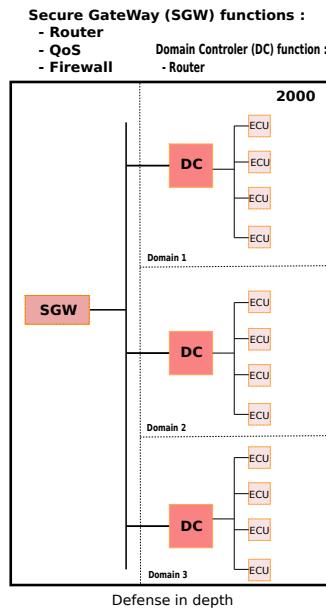 Secure GateWay (SGW) functions :
- Router
- QoS
- Firewall
Domain Controler (DC) function :
- Router
2000
ECU
ECU
DC
ECU
ECU
Domain 1
SGW
ECU
ECU
DC
ECU
ECU
Domain 2
ECU
ECU
DC
ECU
ECU
Domain 3
Defense in depth